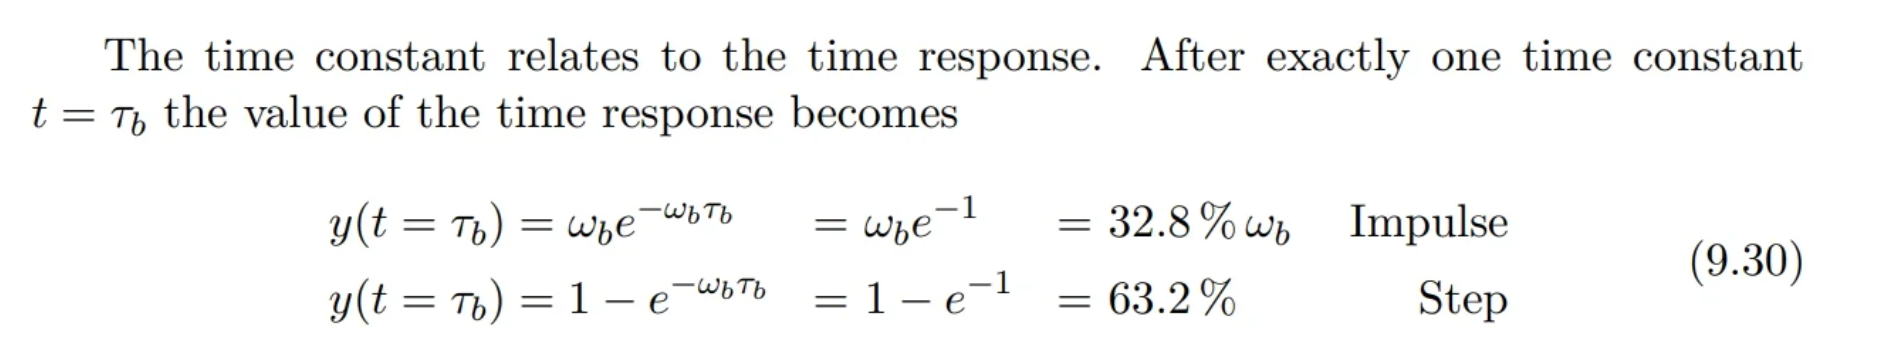 The time constant relates to the time response. After exactly one time constant
t = τ_b the value of the time response becomes
y(t = τ_b) = ω_b e^{−ω_b τ_b} = ω_b e^{−1} = 32.8 % ω_b Impulse
y(t = τ_b) = 1 − e^{−ω_b τ_b} = 1 − e^{−1} = 63.2 % Step
(9.30)